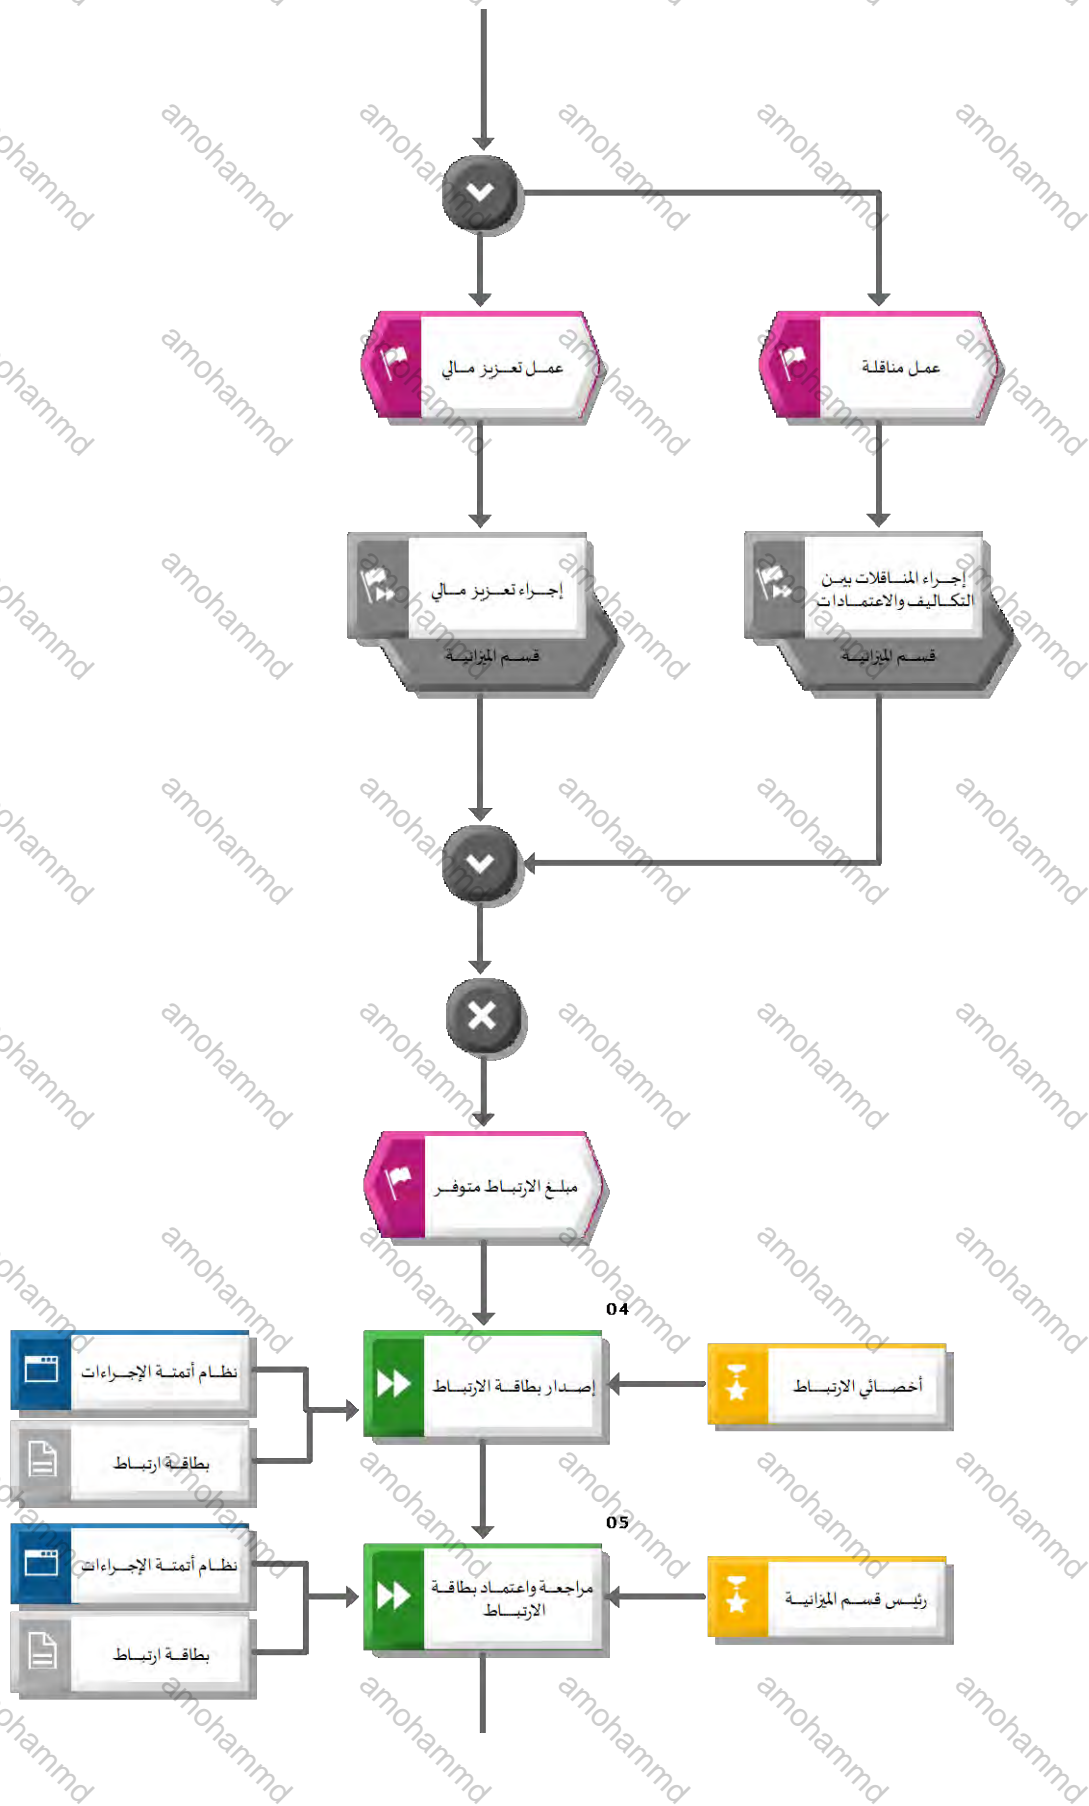 عمل مناقلة
عمل تعزيز مالي
إجراء المناقلات بين
التكاليف والاعتمادات
قسم الميزانية
إجراء تعزيز مالي
قسم الميزانية
مبلغ الارتباط متوفر
04
أخصائي الارتباط
إصدار بطاقة الارتباط
نظام أتمتة الإجراءات
بطاقة ارتباط
05
رئيس قسم الميزانية
مراجعة واعتماد بطاقة
الارتباط
نظام أتمتة الإجراءات
بطاقة ارتباط
amohammd